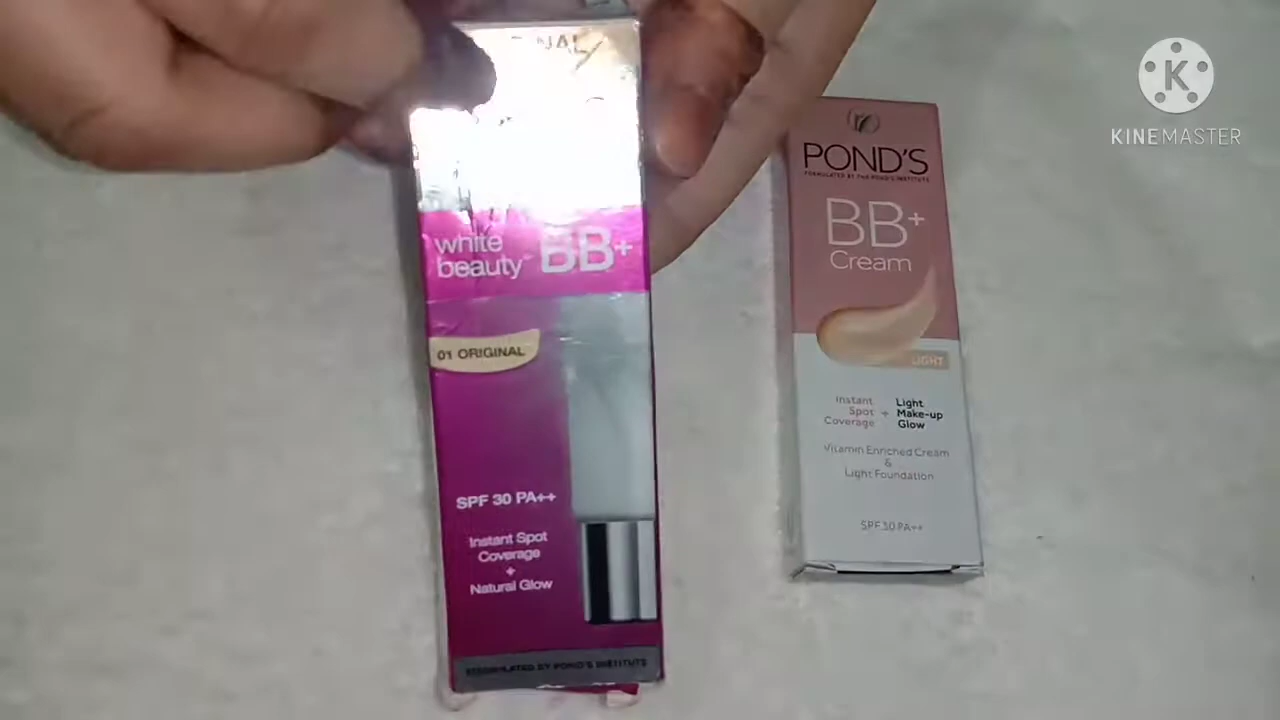 white
beauty
BB+
01 ORIGINAL
SPF 30 PA++
Instant Spot
Coverage
+
Natural Glow
FORMULATED BY POND'S INSTITUTE
POND'S
FORMULATED BY THE POND'S INSTITUTE
BB+
Cream
LIGHT
Instant
Spot
Coverage
+
Light
Make-up
Glow
Vitamin Enriched Cream
&
Light Foundation
SPF 30 PA++
K
KINEMASTER